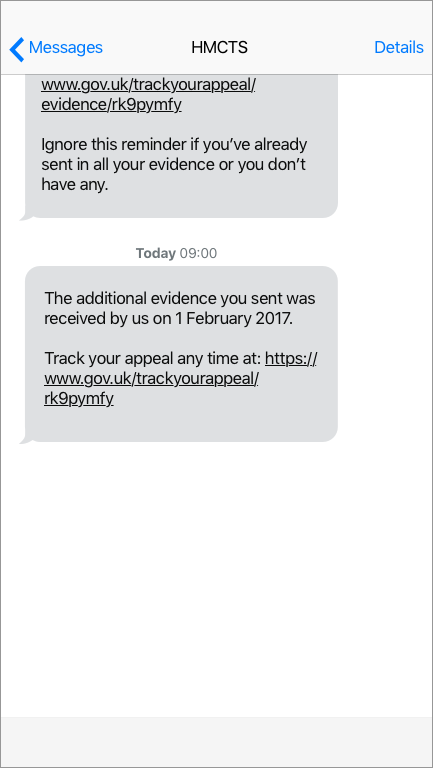 Messages HMCTS Details
www.gov.uk/trackyourappeal/
evidence/rk9pymfy
Ignore this reminder if you’ve already
sent in all your evidence or you don’t
have any.
Today 09:00
The additional evidence you sent was
received by us on 1 February 2017.
Track your appeal any time at: https://
www.gov.uk/trackyourappeal/
rk9pymfy